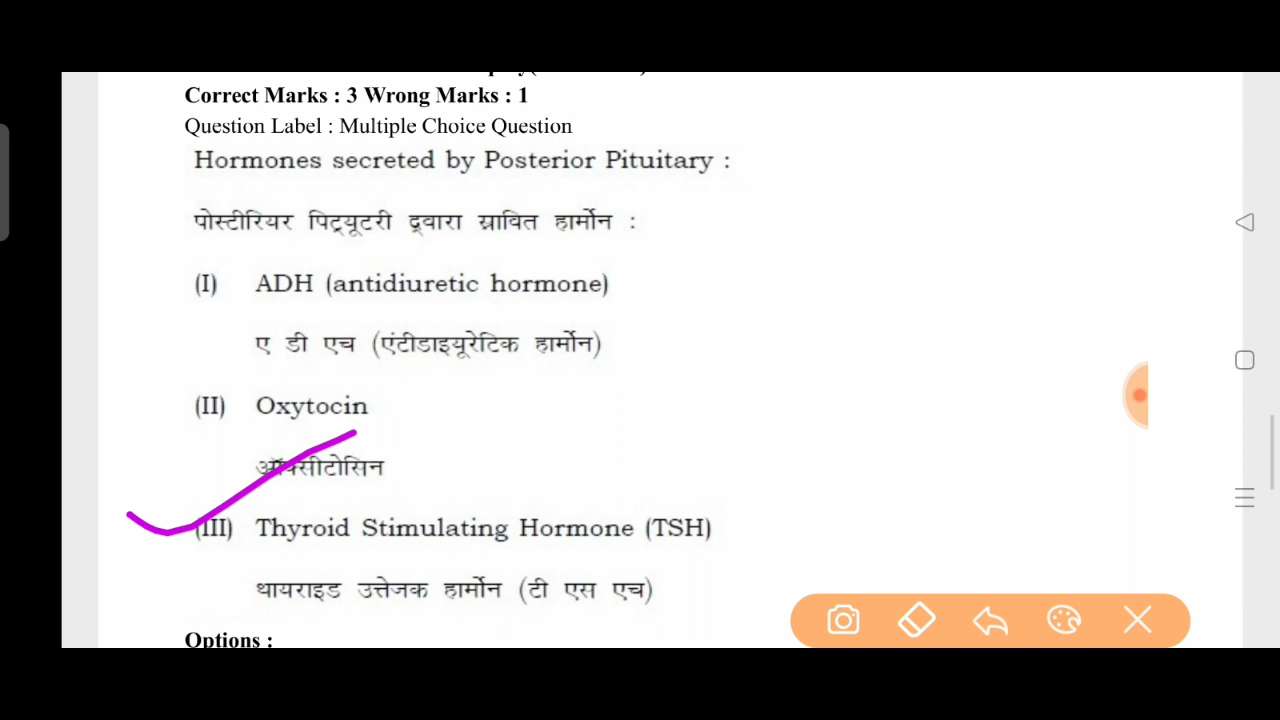 Correct Marks : 3 Wrong Marks : 1
Question Label : Multiple Choice Question
Hormones secreted by Posterior Pituitary :
पोस्टीरियर पिट्र्यूटरी द्वारा स्रावित हार्मोन :
(I) ADH (antidiuretic hormone)
ए डी एच (एंटीडाइयूरेटिक हार्मोन)
(II) Oxytocin
ऑक्सीटोसिन
(III) Thyroid Stimulating Hormone (TSH)
थायराइड उत्तेजक हार्मोन (टी एस एच)
Options :